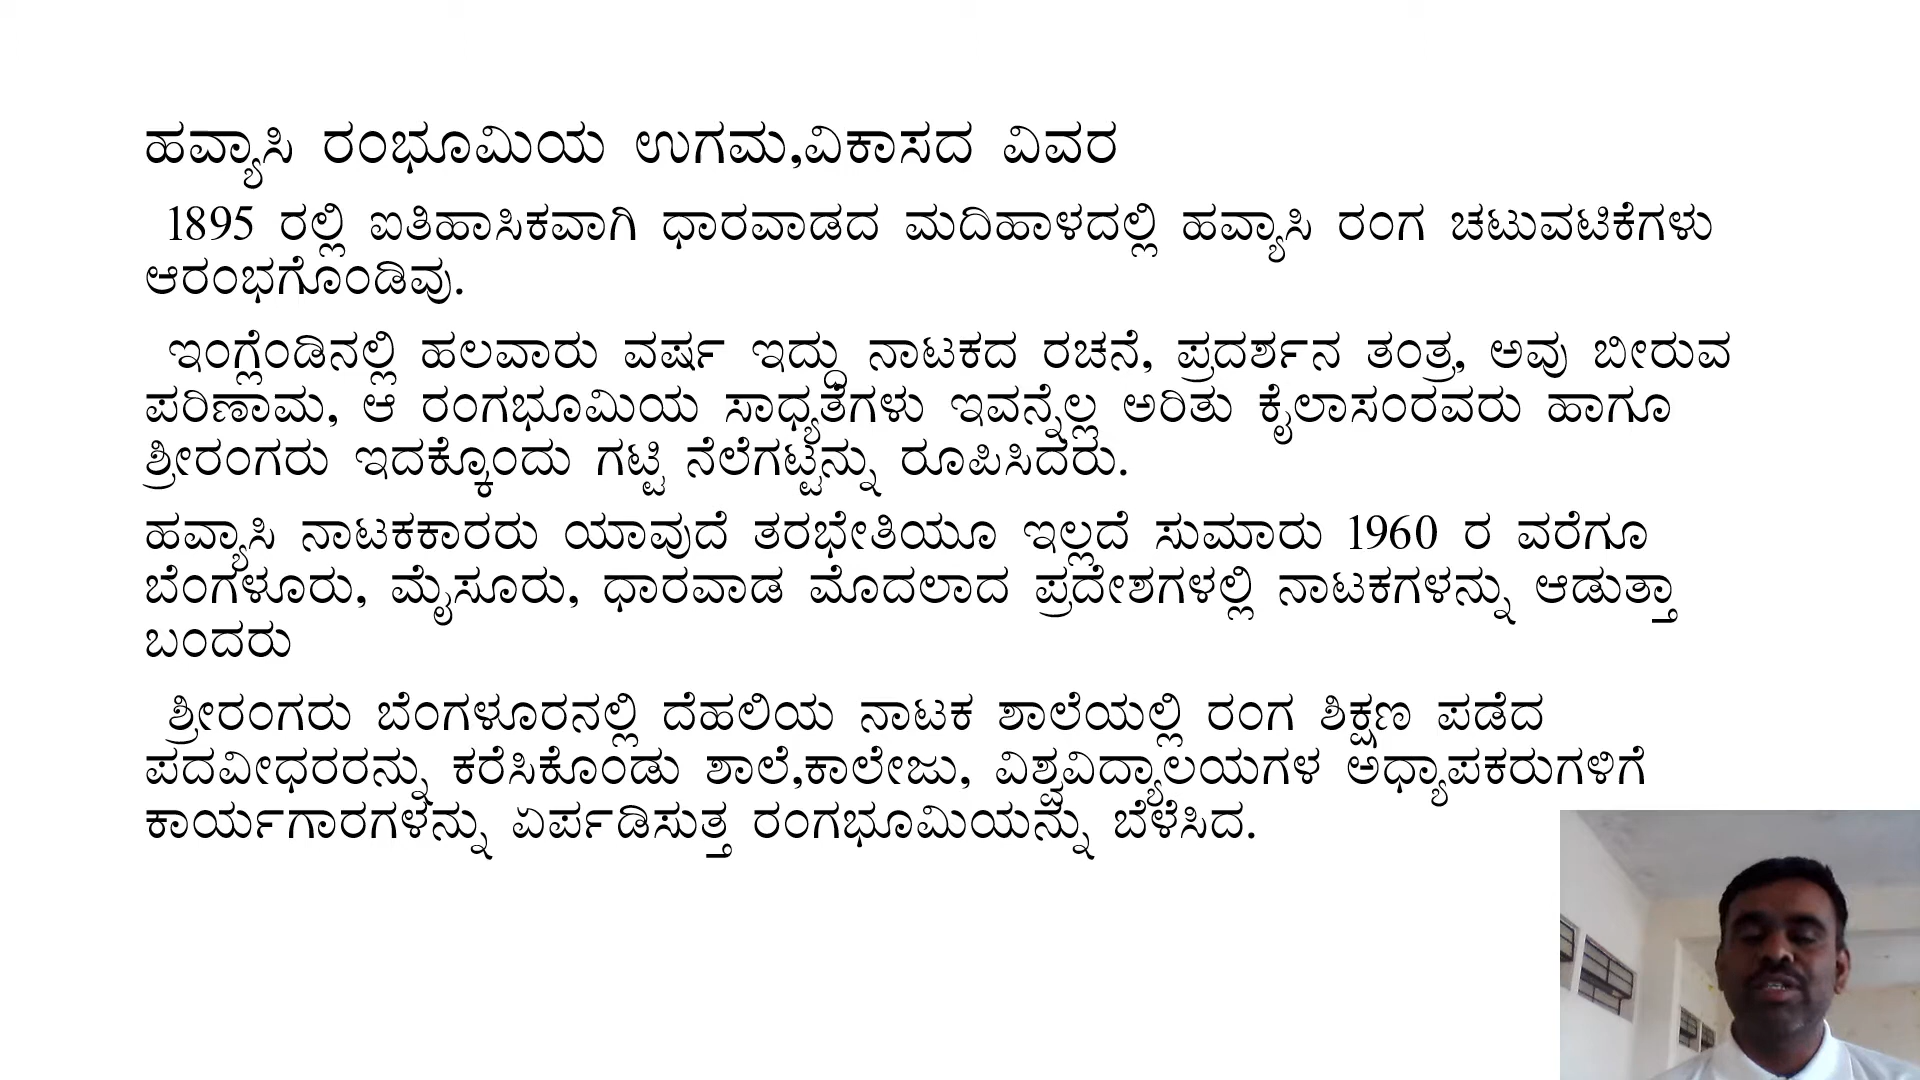 ಹವ್ಯಾಸಿ ರಂಭೂಮಿಯ ಉಗಮ,ವಿಕಾಸದ ವಿವರ
1895 ರಲ್ಲಿ ಐತಿಹಾಸಿಕವಾಗಿ ಧಾರವಾಡದ ಮದಿಹಾಳದಲ್ಲಿ ಹವ್ಯಾಸಿ ರಂಗ ಚಟುವಟಿಕೆಗಳು
ಆರಂಭಗೊಂಡಿವು.
ಇಂಗ್ಲೆಂಡಿನಲ್ಲಿ ಹಲವಾರು ವರ್ಷ ಇದ್ದು ನಾಟಕದ ರಚನೆ, ಪ್ರದರ್ಶನ ತಂತ್ರ, ಅವು ಬೀರುವ
ಪರಿಣಾಮ, ಆ ರಂಗಭೂಮಿಯ ಸಾಧ್ಯತೆಗಳು ಇವನ್ನೆಲ್ಲ ಅರಿತು ಕೈಲಾಸಂರವರು ಹಾಗೂ
ಶ್ರೀರಂಗರು ಇದಕ್ಕೊಂದು ಗಟ್ಟಿ ನೆಲೆಗಟ್ಟನ್ನು ರೂಪಿಸಿದರು.
ಹವ್ಯಾಸಿ ನಾಟಕಕಾರರು ಯಾವುದೆ ತರಭೇತಿಯೂ ಇಲ್ಲದೆ ಸುಮಾರು 1960 ರ ವರೆಗೂ
ಬೆಂಗಳೂರು, ಮೈಸೂರು, ಧಾರವಾಡ ಮೊದಲಾದ ಪ್ರದೇಶಗಳಲ್ಲಿ ನಾಟಕಗಳನ್ನು ಆಡುತ್ತಾ
ಬಂದರು
ಶ್ರೀರಂಗರು ಬೆಂಗಳೂರನಲ್ಲಿ ದೆಹಲಿಯ ನಾಟಕ ಶಾಲೆಯಲ್ಲಿ ರಂಗ ಶಿಕ್ಷಣ ಪಡೆದ
ಪದವೀಧರರನ್ನು ಕರೆಸಿಕೊಂಡು ಶಾಲೆ,ಕಾಲೇಜು, ವಿಶ್ವವಿದ್ಯಾಲಯಗಳ ಅಧ್ಯಾಪಕರುಗಳಿಗೆ
ಕಾರ್ಯಗಾರಗಳನ್ನು ಏರ್ಪಡಿಸುತ್ತ ರಂಗಭೂಮಿಯನ್ನು ಬೆಳೆಸಿದ.